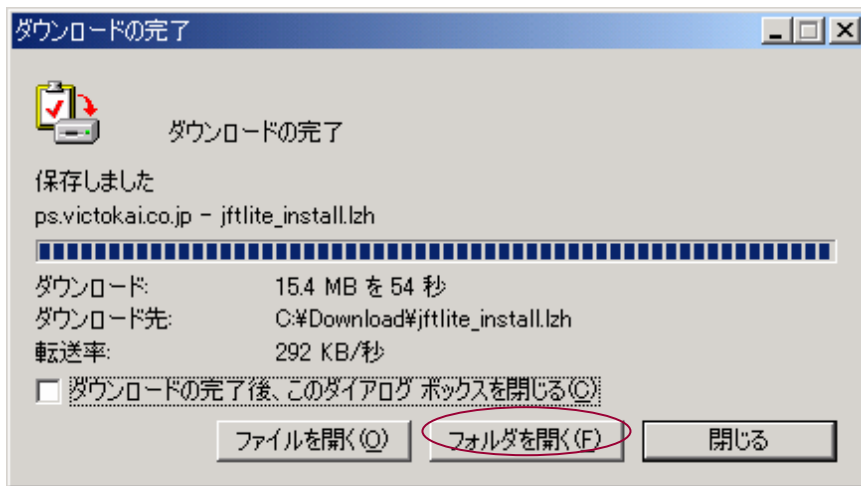 ダウンロードの完了
ダウンロードの完了
保存しました
ps.victokai.co.jp - jftlite_install.lzh
ダウンロード: 15.4 MB を 54 秒
ダウンロード先: C:¥Download¥jftlite_install.lzh
転送率: 292 KB/秒
ダウンロードの完了後、このダイアログ ボックスを閉じる(C)
ファイルを開く(O) フォルダを開く(F) 閉じる